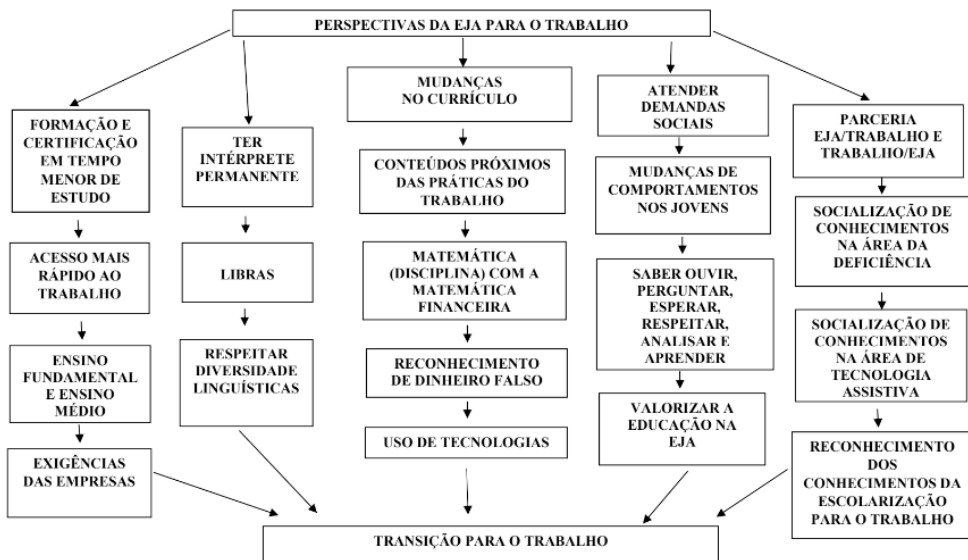 PERSPECTIVAS DA EJA PARA O TRABALHO
FORMAÇÃO E
CERTIFICAÇÃO
EM TEMPO
MENOR DE
ESTUDO
ACESSO MAIS
RÁPIDO AO
TRABALHO
ENSINO
FUNDAMENTAL
E ENSINO
MÉDIO
EXIGÊNCIAS
DAS EMPRESAS
TER
INTÉRPRETE
PERMANENTE
LIBRAS
RESPEITAR
DIVERSIDADE
LINGUÍSTICAS
MUDANÇAS
NO CURRÍCULO
CONTEÚDOS PRÓXIMOS
DAS PRÁTICAS DO
TRABALHO
MATEMÁTICA
(DISCIPLINA) COM A
MATEMÁTICA
FINANCEIRA
RECONHECIMENTO
DE DINHEIRO FALSO
USO DE TECNOLOGIAS
ATENDER
DEMANDAS
SOCIAIS
MUDANÇAS DE
COMPORTAMENTOS
NOS JOVENS
SABER OUVIR,
PERGUNTAR,
ESPERAR,
RESPEITAR,
ANALISAR E
APRENDER
VALORIZAR A
EDUCAÇÃO NA
EJA
PARCERIA
EJA/TRABALHO E
TRABALHO/EJA
SOCIALIZAÇÃO DE
CONHECIMENTOS
NA ÁREA DA
DEFICIÊNCIA
SOCIALIZAÇÃO DE
CONHECIMENTOS
NA ÁREA DE
TECNOLOGIA
ASSISTIVA
RECONHECIMENTO
DOS
CONHECIMENTOS DA
ESCOLARIZAÇÃO
PARA O TRABALHO
TRANSIÇÃO PARA O TRABALHO